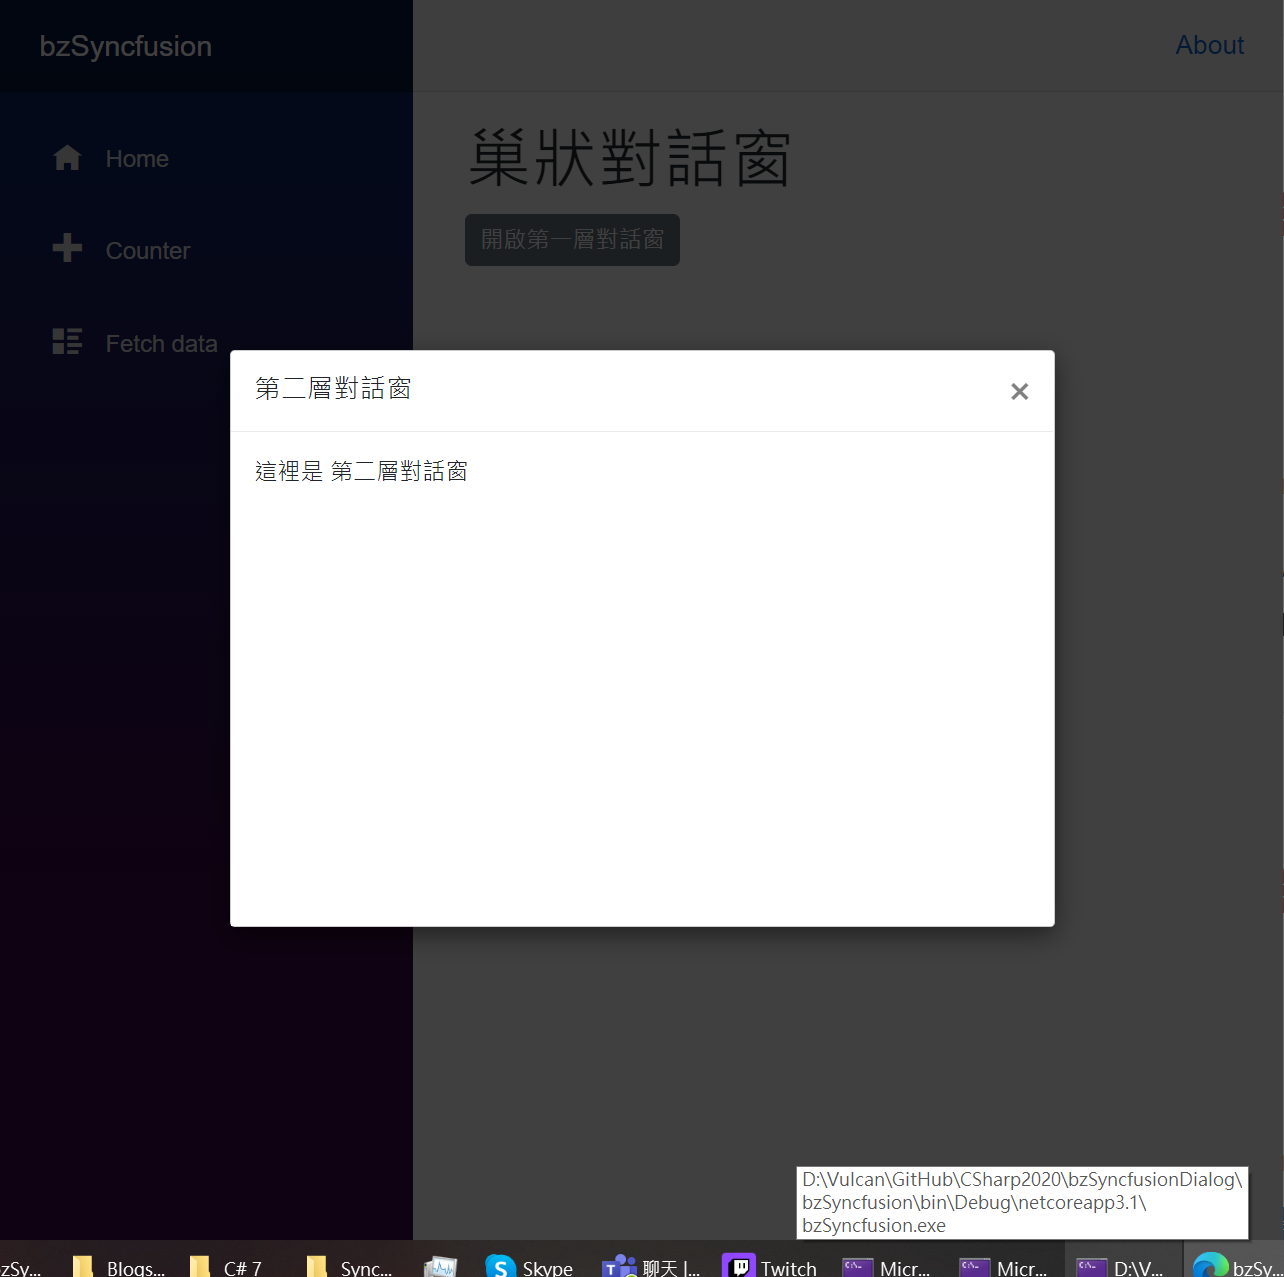 bzSyncfusion
About
Home
Counter
Fetch data
巢狀對話窗
開啟第一層對話窗
第二層對話窗
×
這裡是 第二層對話窗
D:\Vulcan\GitHub\CSharp2020\bzSyncfusionDialog\
bzSyncfusion\bin\Debug\netcoreapp3.1\
bzSyncfusion.exe
zSy... Blogs... C# 7 Sync... Skype 聊天 |... Twitch Micr... Micr... D:\V... bzSy...